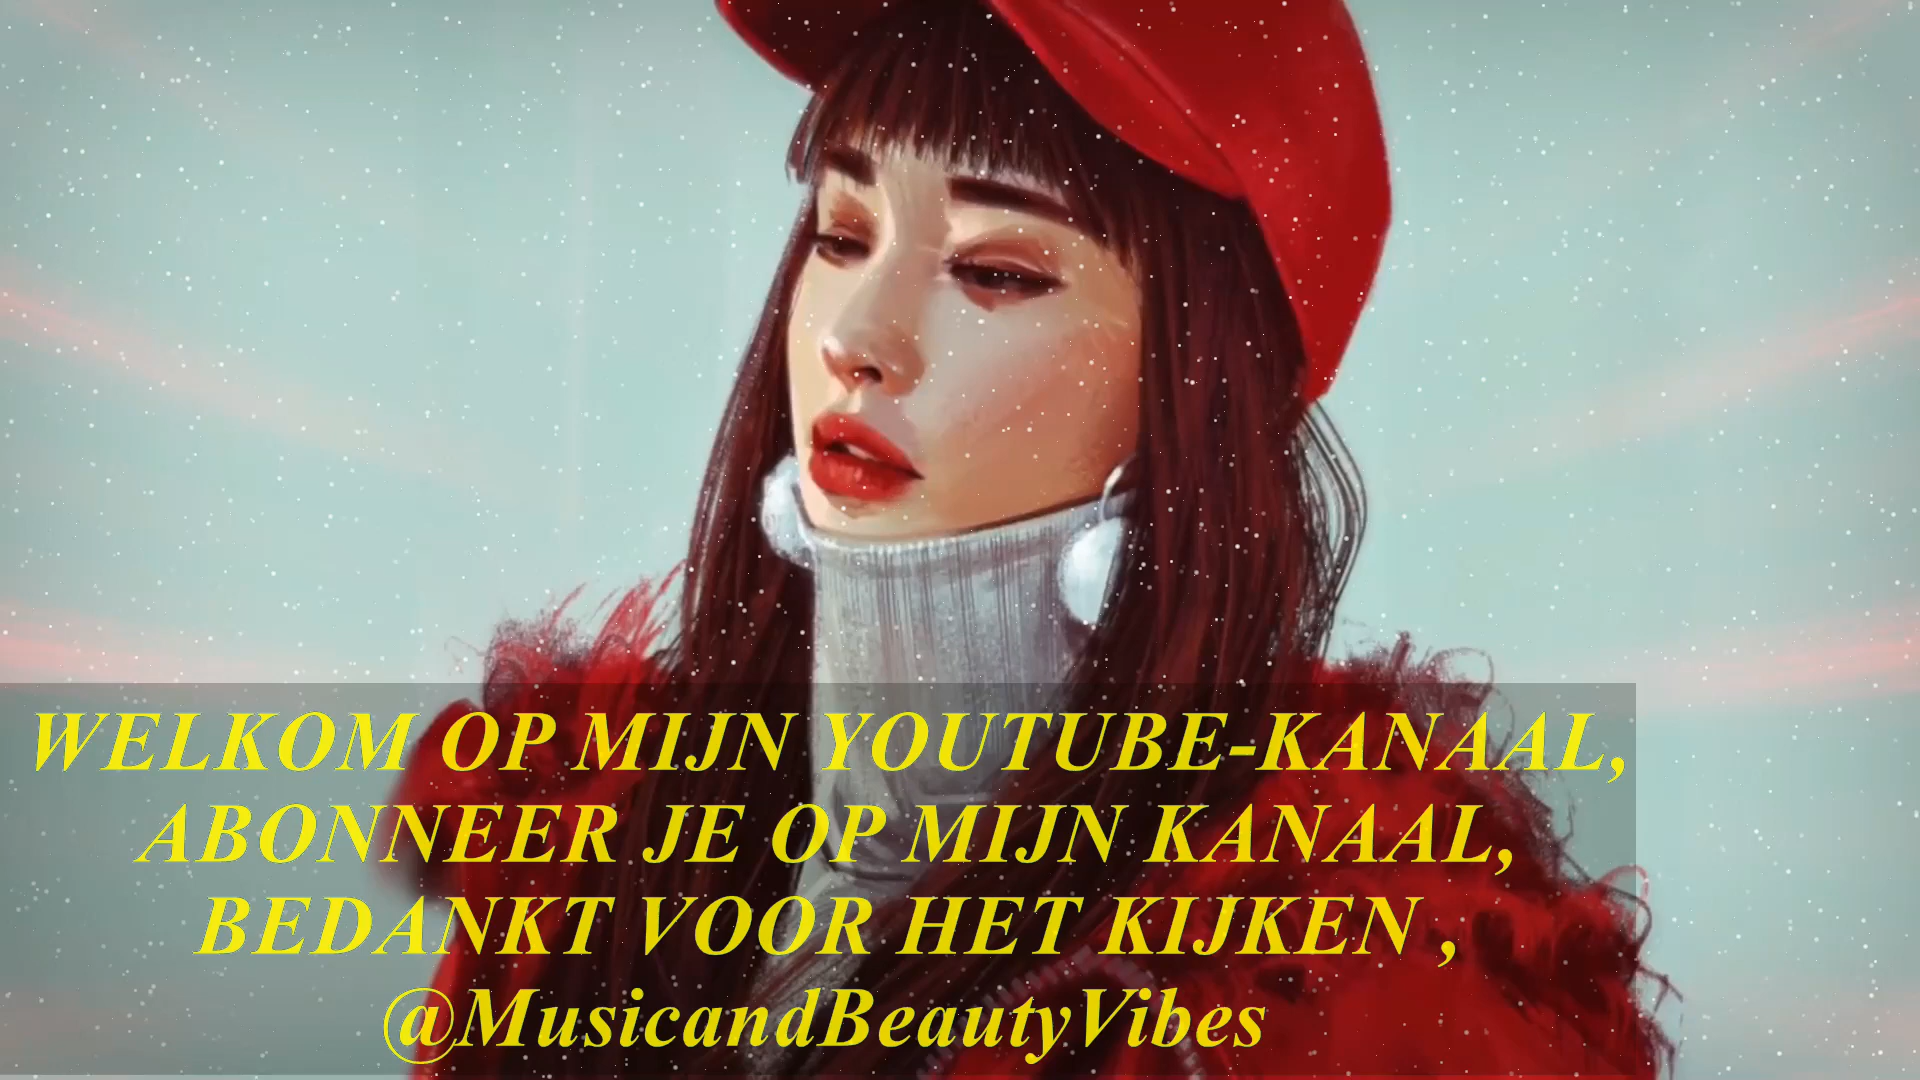 WELKOM OP MIJN YOUTUBE-KANAAL,
ABONNEER JE OP MIJN KANAAL,
BEDANKT VOOR HET KIJKEN ,
@MusicandBeautyVibes